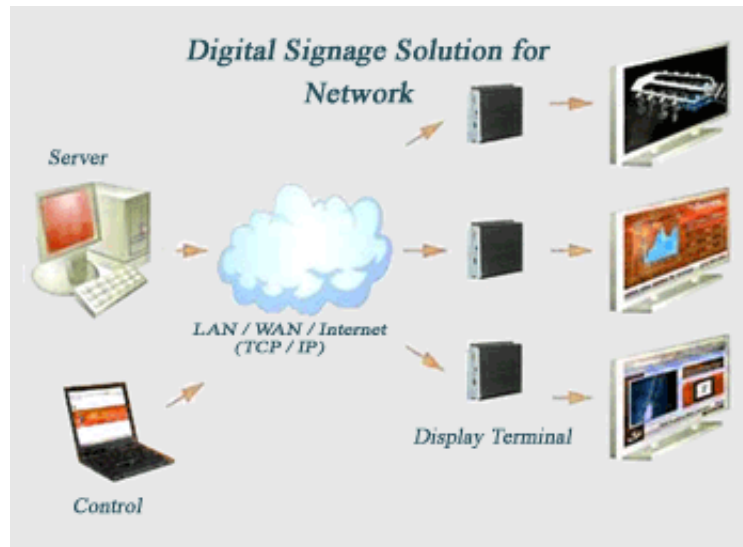 Digital Signage Solution for
Network
Server
LAN / WAN / Internet
(TCP / IP)
Display Terminal
Control